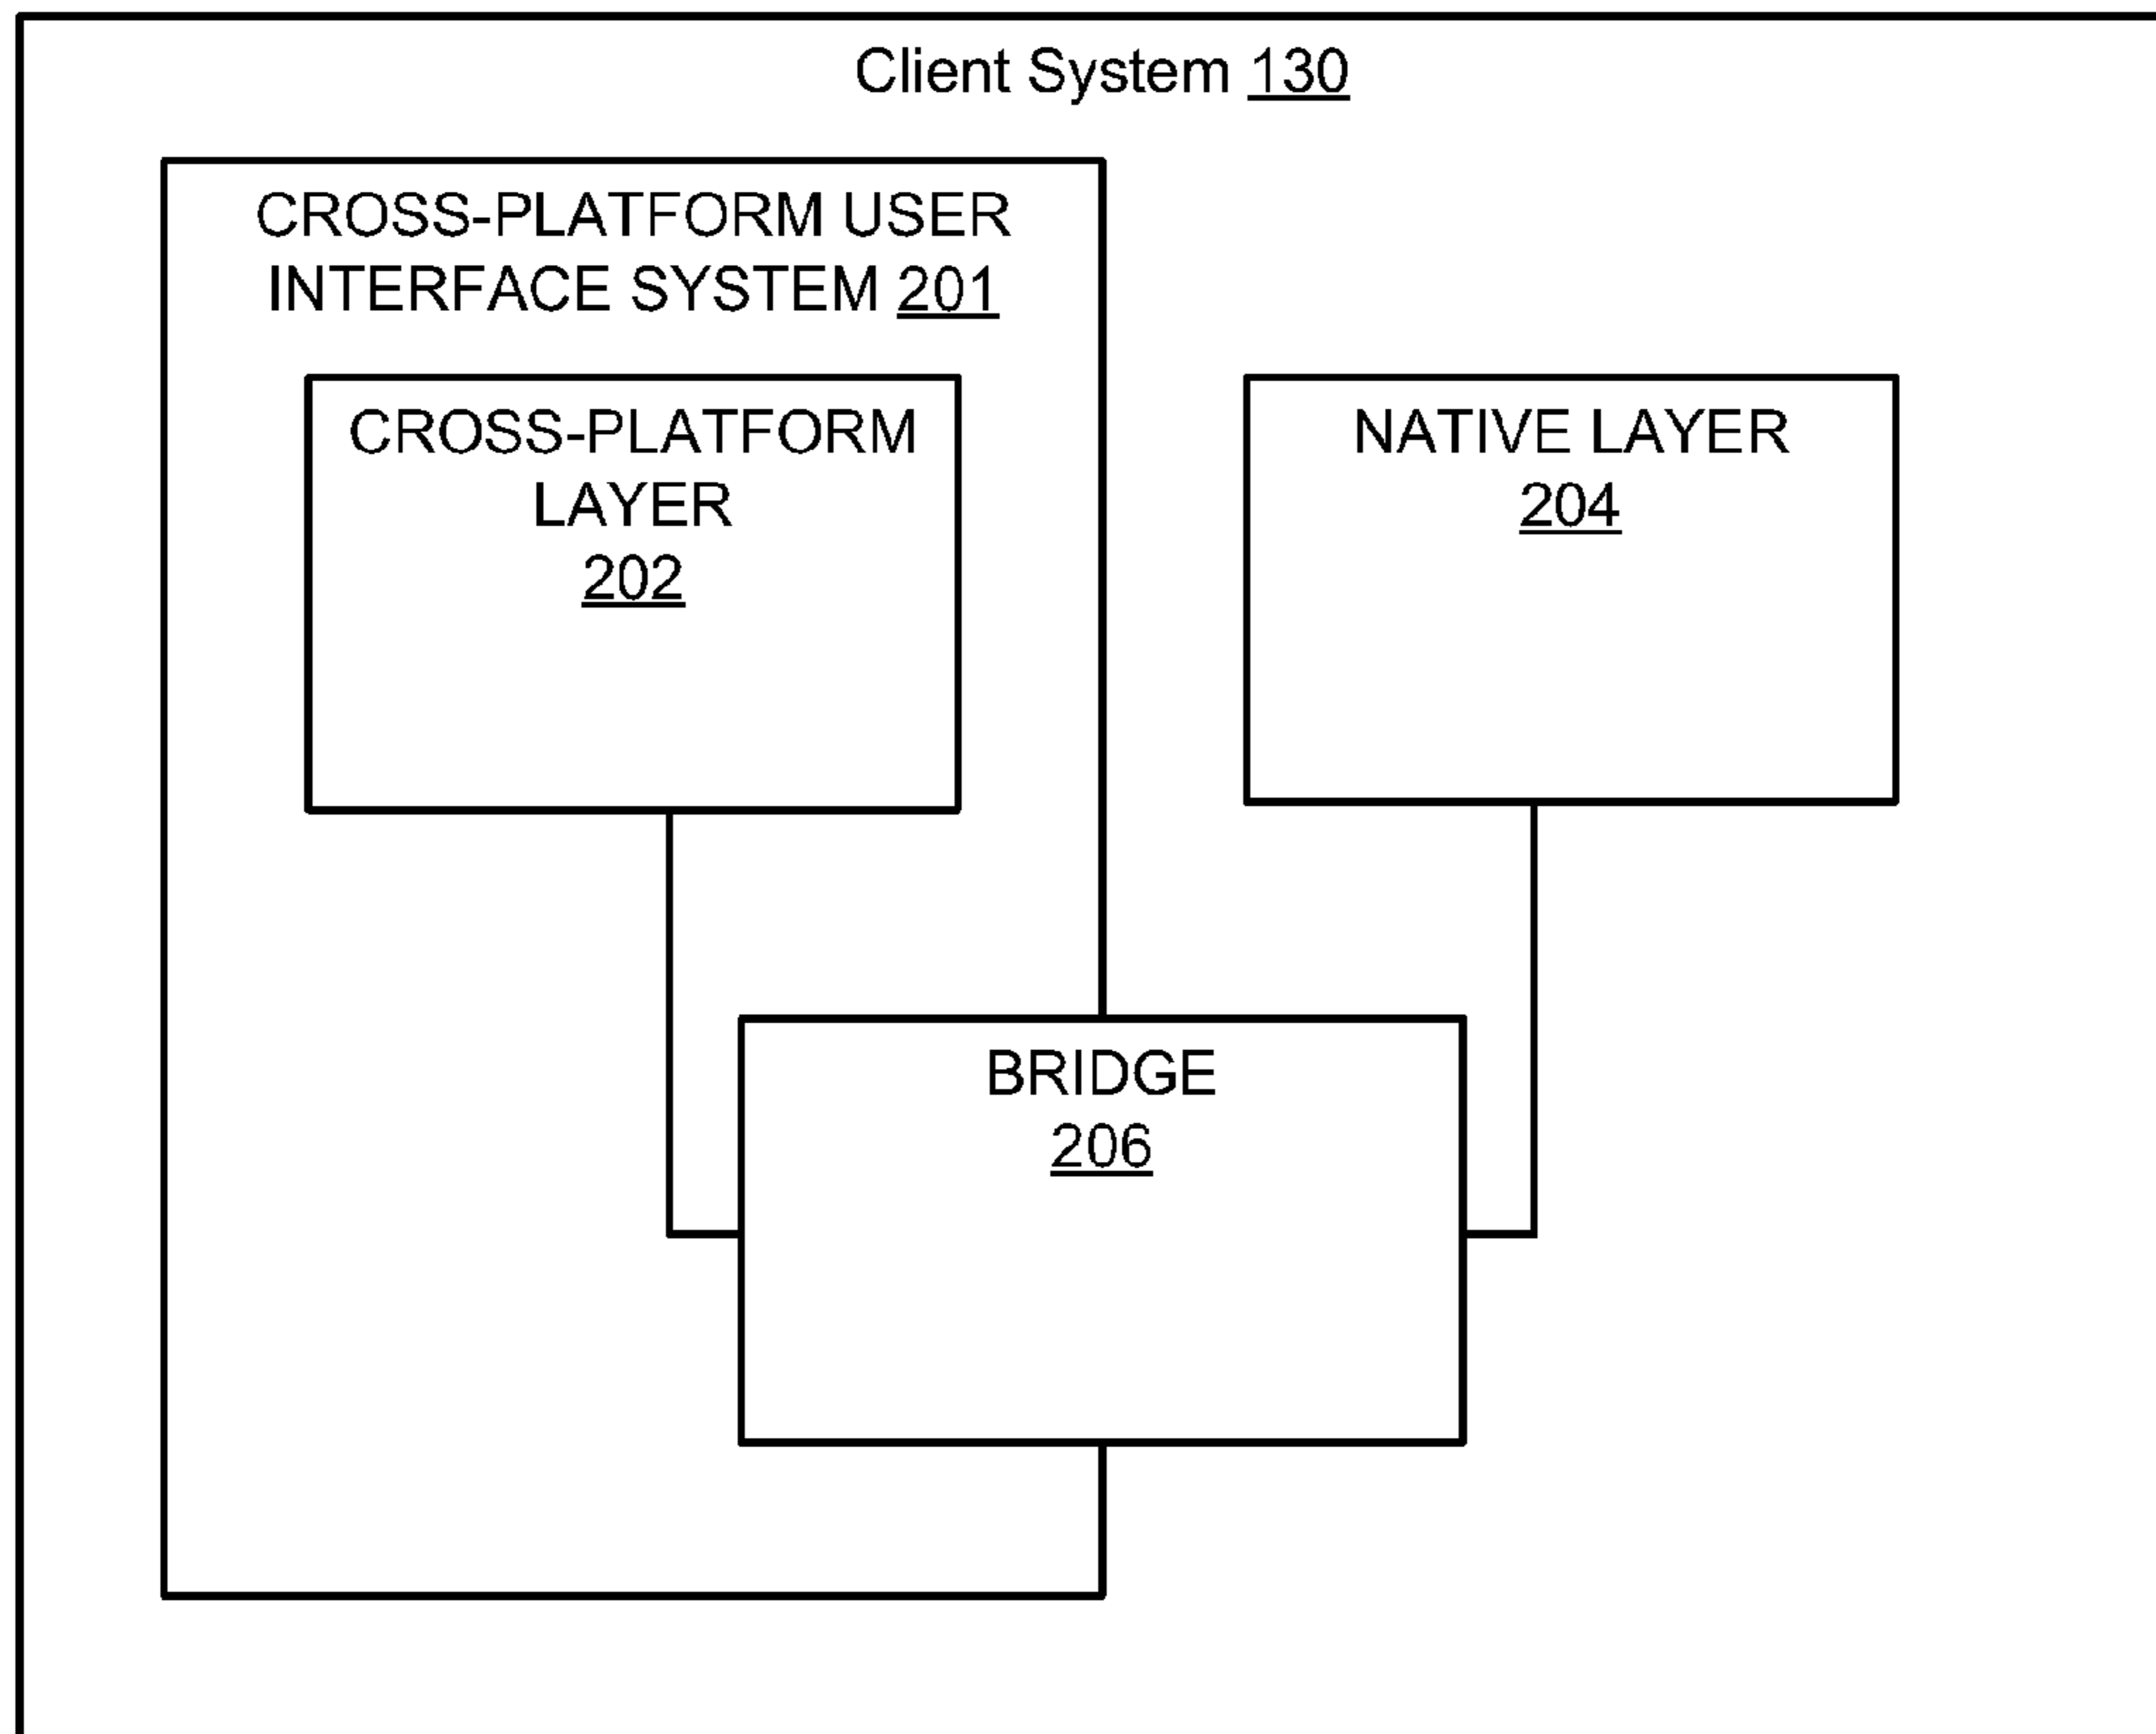 Client System 130
CROSS-PLATFORM USER
INTERFACE SYSTEM 201
CROSS-PLATFORM
LAYER
202
NATIVE LAYER
204
BRIDGE
206